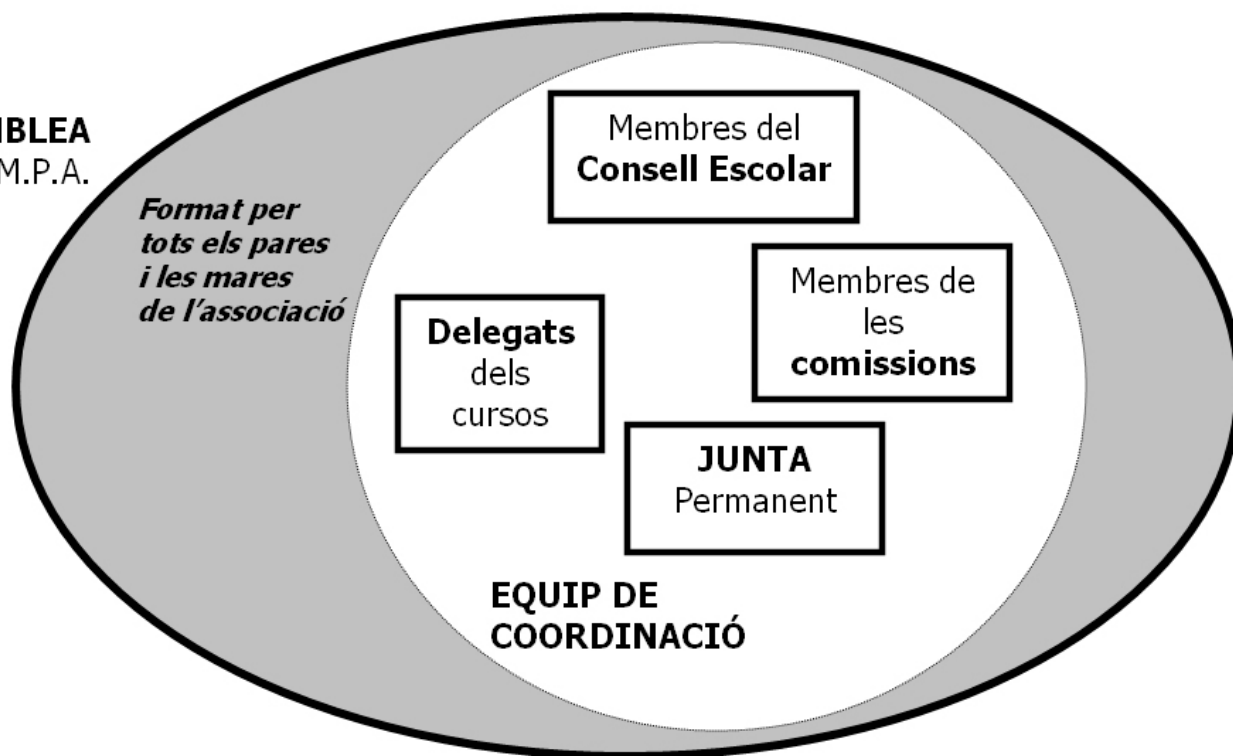 MBLEA
M.P.A.
Format per
tots els pares
i les mares
de l'associació
Membres del
Consell Escolar
Membres de
les
comissions
Delegats
dels
cursos
JUNTA
Permanent
EQUIP DE
COORDINACIÓ